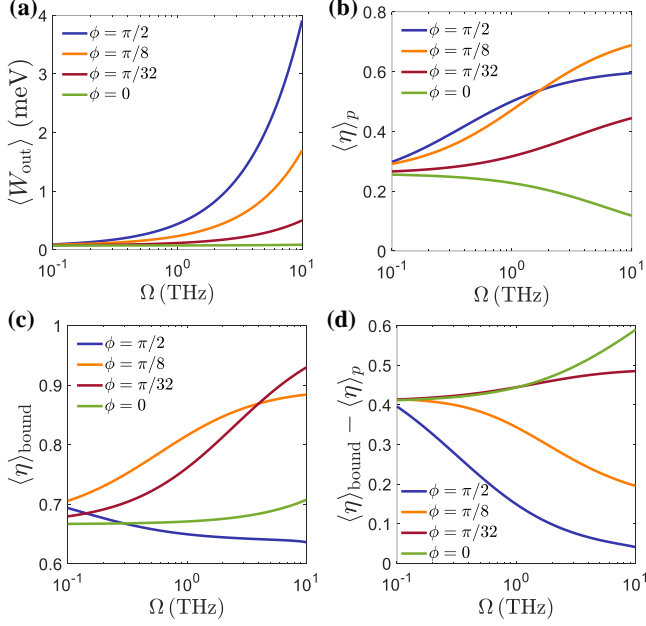 (a)
⟨W_out⟩ (meV)
4
3
2
1
0
ϕ = π/2
ϕ = π/8
ϕ = π/32
ϕ = 0
10^-1
10^0
10^1
Ω (THz)
(b)
⟨η⟩_p
0.8
0.6
0.4
0.2
0
ϕ = π/2
ϕ = π/8
ϕ = π/32
ϕ = 0
10^-1
10^0
10^1
Ω (THz)
(c)
⟨η⟩_bound
1
0.9
0.8
0.7
0.6
ϕ = π/2
ϕ = π/8
ϕ = π/32
ϕ = 0
10^-1
10^0
10^1
Ω (THz)
(d)
⟨η⟩_bound − ⟨η⟩_p
0.6
0.5
0.4
0.3
0.2
0.1
0
ϕ = π/2
ϕ = π/8
ϕ = π/32
ϕ = 0
10^-1
10^0
10^1
Ω (THz)